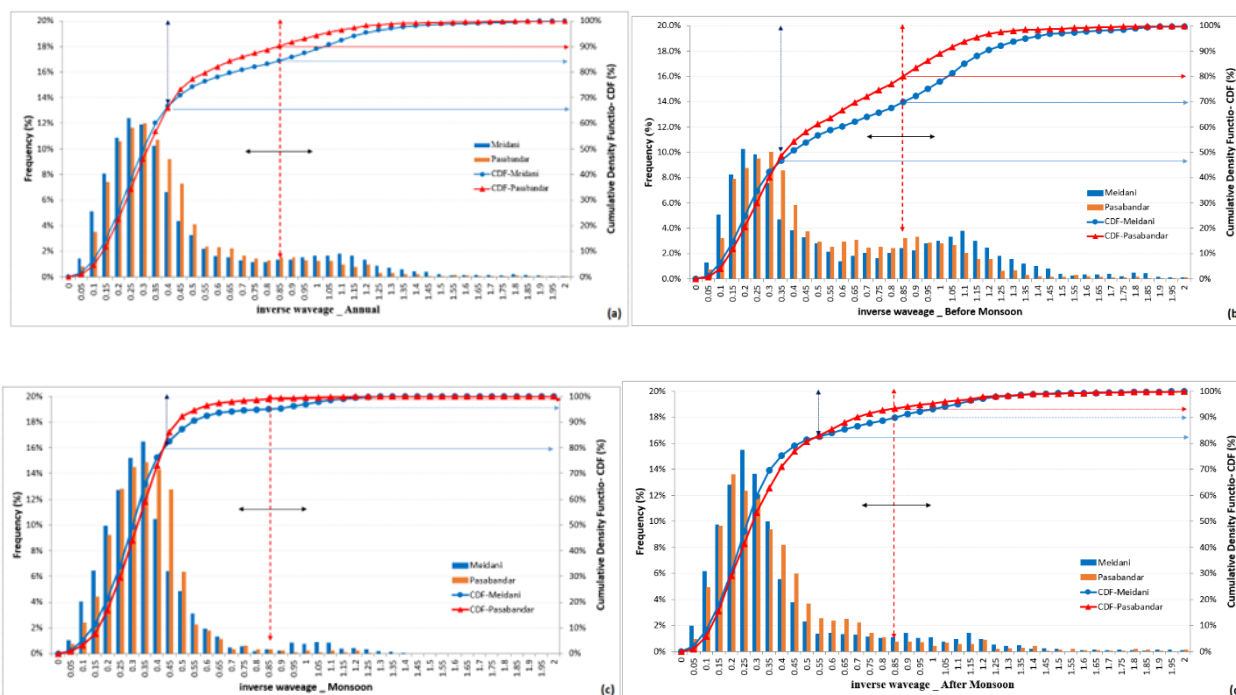 20%
18%
16%
14%
12%
10%
8%
6%
4%
2%
0%
Frequency (%)
Meidani
Pasabandar
CDF-Meidani
CDF-Pasabandar
100%
90%
80%
70%
60%
50%
40%
30%
20%
10%
0%
Cumulative Density Functio- CDF (%)
0 0.05 0.1 0.15 0.2 0.25 0.3 0.35 0.4 0.45 0.5 0.55 0.6 0.65 0.7 0.75 0.8 0.85 0.9 0.95 1 1.05 1.1 1.15 1.2 1.25 1.3 1.35 1.4 1.45 1.5 1.55 1.6 1.65 1.7 1.75 1.8 1.85 1.9 1.95 2
inverse waveage _ Annual
(a)
20.0%
18.0%
16.0%
14.0%
12.0%
10.0%
8.0%
6.0%
4.0%
2.0%
0.0%
Frequency (%)
Meidani
Pasabandar
CDF-Meidani
CDF-Pasabandar
100%
90%
80%
70%
60%
50%
40%
30%
20%
10%
0%
Cumulative Density Functio- CDF (%)
0 0.05 0.1 0.15 0.2 0.25 0.3 0.35 0.4 0.45 0.5 0.55 0.6 0.65 0.7 0.75 0.8 0.85 0.9 0.95 1 1.05 1.1 1.15 1.2 1.25 1.3 1.35 1.4 1.45 1.5 1.55 1.6 1.65 1.7 1.75 1.8 1.85 1.9 1.95 2
inverse waveage _ Before Monsoon
(b)
20%
18%
16%
14%
12%
10%
8%
6%
4%
2%
0%
Frequency (%)
Meidani
Pasabandar
CDF-Meidani
CDF-Pasabandar
100%
90%
80%
70%
60%
50%
40%
30%
20%
10%
0%
Cumulative Density Functio- CDF (%)
0 0.05 0.1 0.15 0.2 0.25 0.3 0.35 0.4 0.45 0.5 0.55 0.6 0.65 0.7 0.75 0.8 0.85 0.9 0.95 1 1.05 1.1 1.15 1.2 1.25 1.3 1.35 1.4 1.45 1.5 1.55 1.6 1.65 1.7 1.75 1.8 1.85 1.9 1.95 2
inverse waveage _ Monsoon
(c)
20%
18%
16%
14%
12%
10%
8%
6%
4%
2%
0%
Frequency (%)
Meidani
Pasabandar
CDF-Meidani
CDF-Pasabandar
100%
90%
80%
70%
60%
50%
40%
30%
20%
10%
0%
Cumulative Density Functio- CDF (%)
0 0.05 0.1 0.15 0.2 0.25 0.3 0.35 0.4 0.45 0.5 0.55 0.6 0.65 0.7 0.75 0.8 0.85 0.9 0.95 1 1.05 1.1 1.15 1.2 1.25 1.3 1.35 1.4 1.45 1.5 1.55 1.6 1.65 1.7 1.75 1.8 1.85 1.9 1.95 2
inverse waveage _ After Monsoon